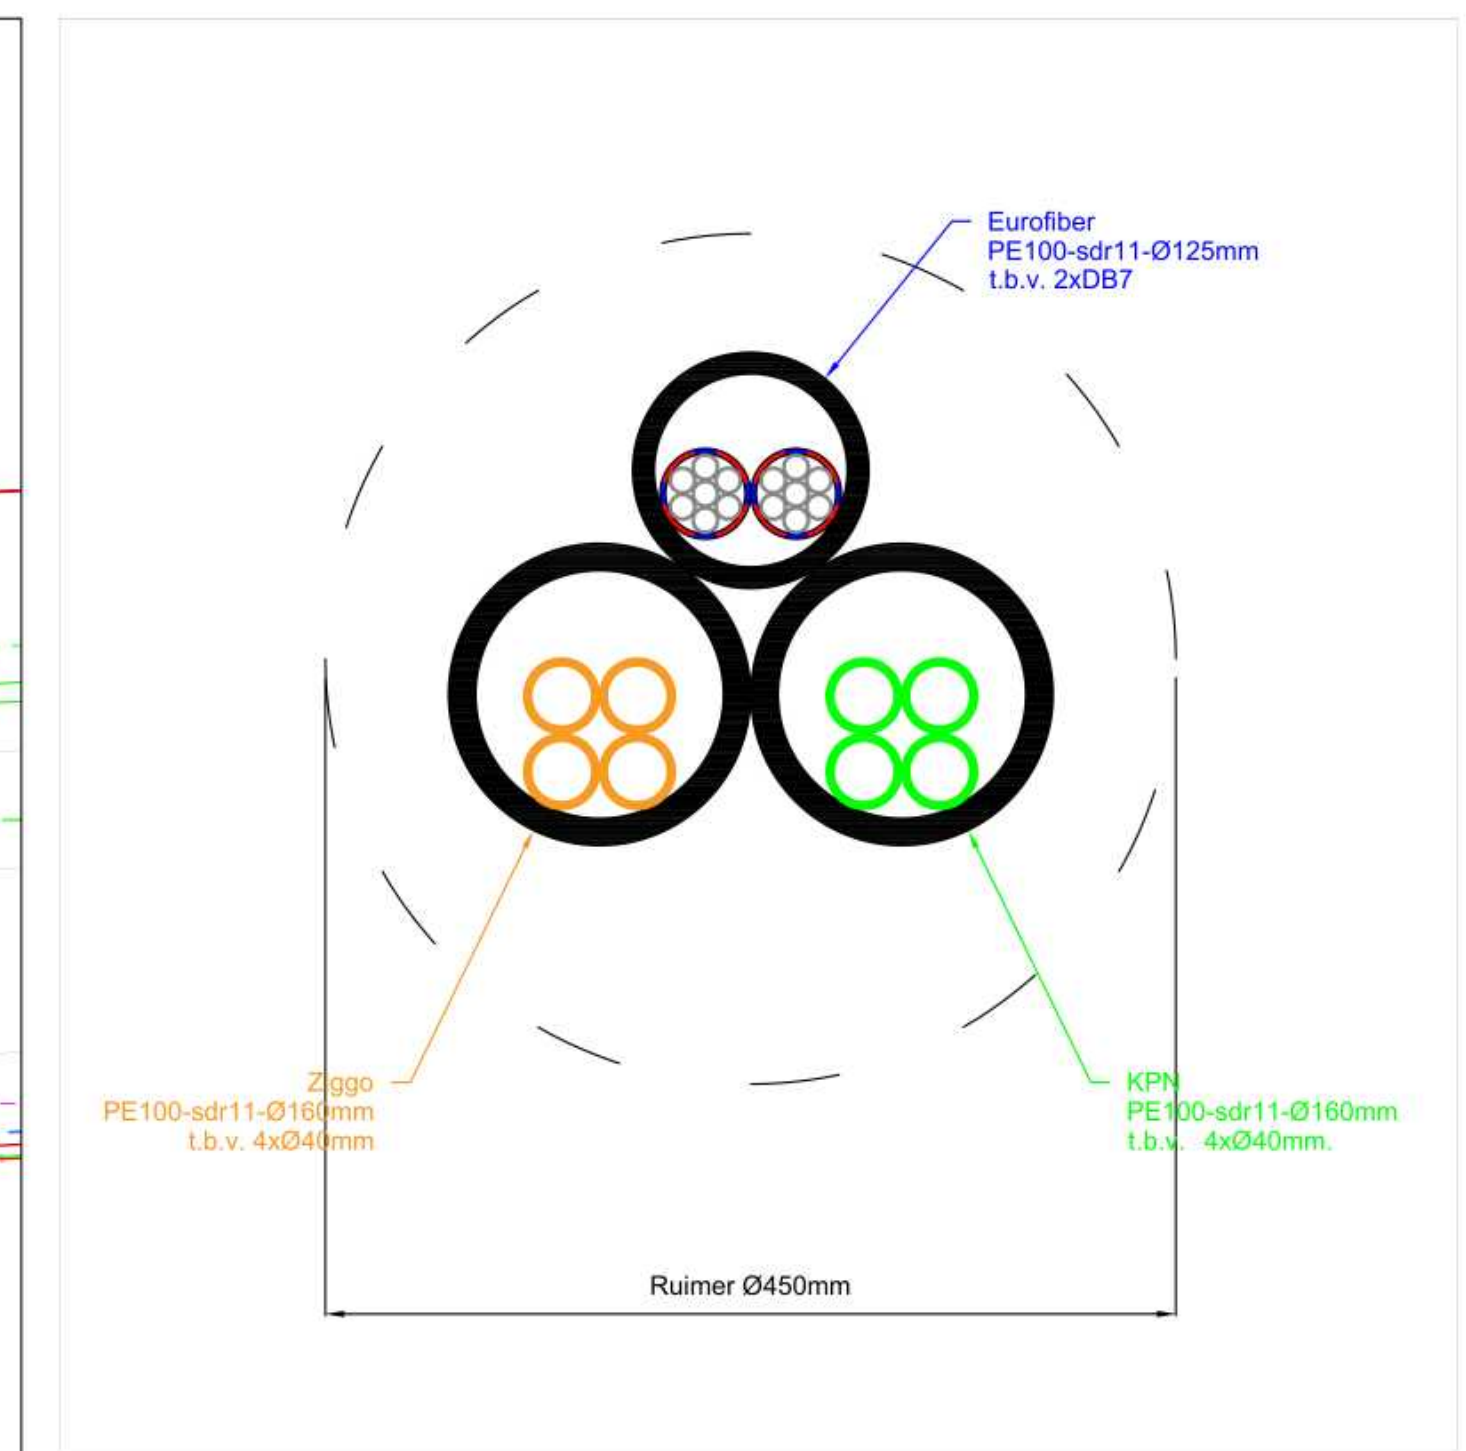 Eurofiber
PE100-sdr11-Ø125mm
t.b.v. 2xDB7
Ziggo
PE100-sdr11-Ø160mm
t.b.v. 4xØ40mm
KPN
PE100-sdr11-Ø160mm
t.b.v. 4xØ40mm.
Ruimer Ø450mm